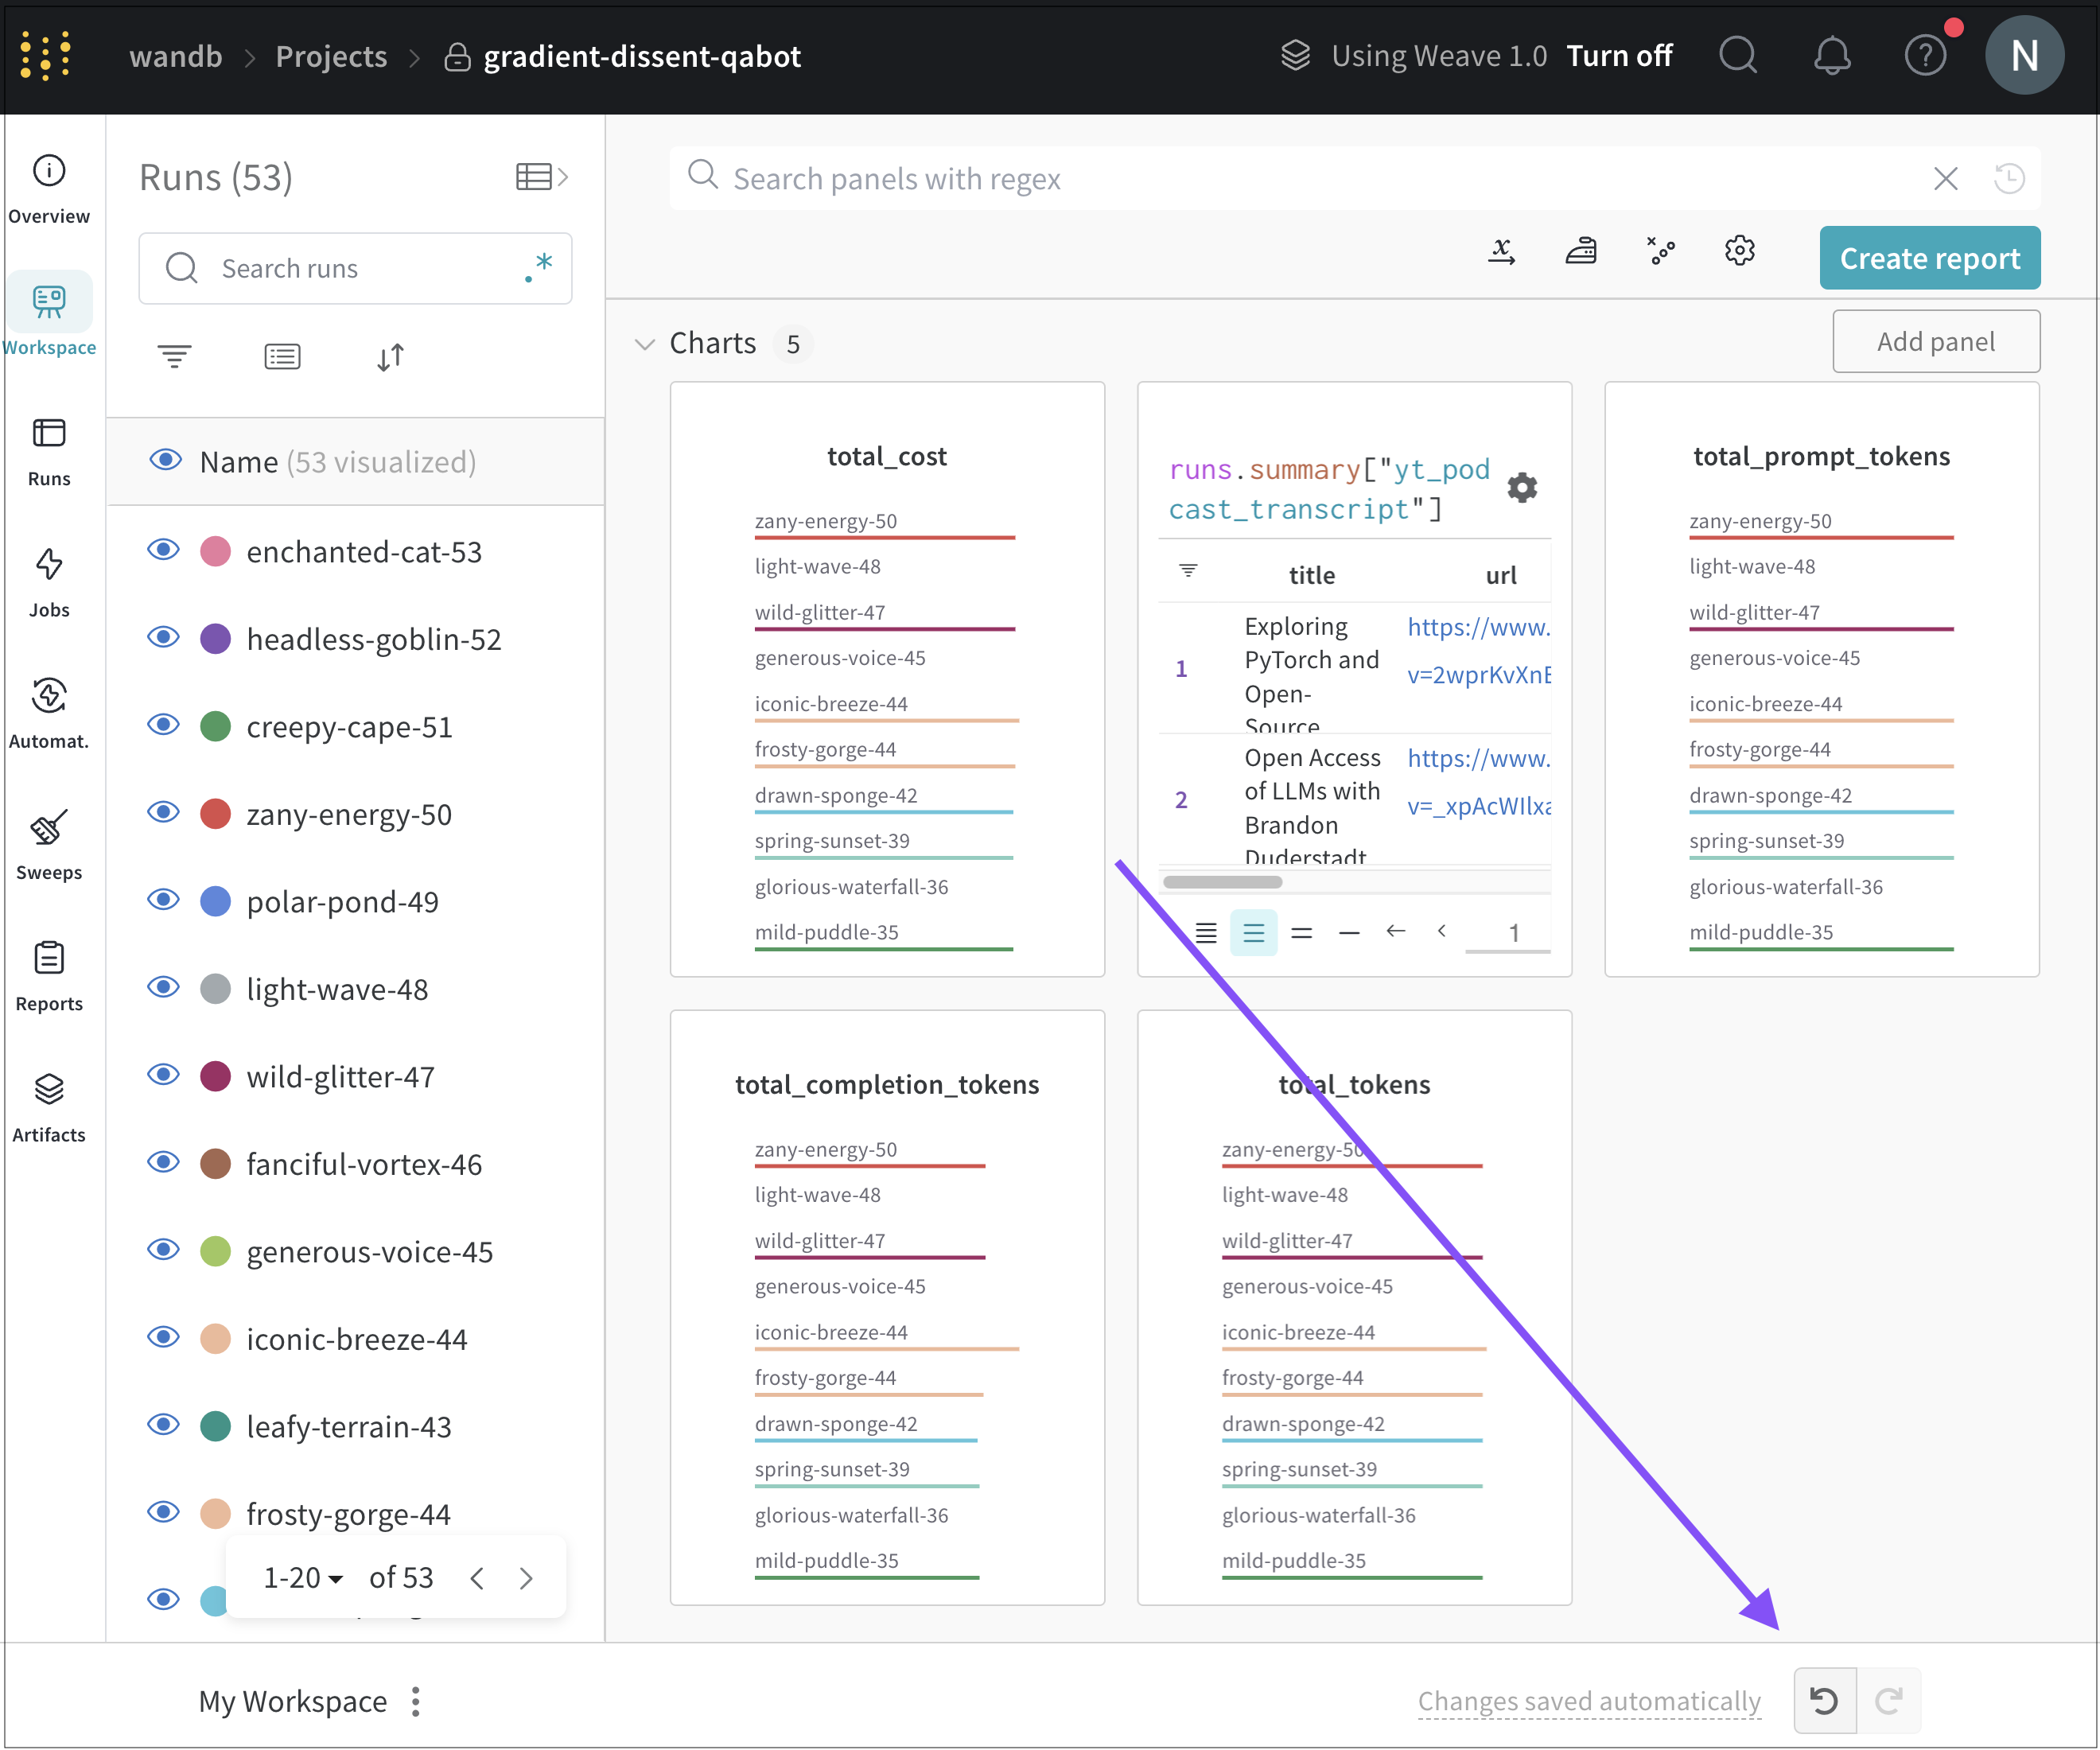 wandb > Projects > gradient-dissent-qabot
Using Weave 1.0 Turn off
N
Overview
Workspace
Runs
Jobs
Automat.
Sweeps
Reports
Artifacts
Runs (53)
Search runs
.*
Name (53 visualized)
enchanted-cat-53
headless-goblin-52
creepy-cape-51
zany-energy-50
polar-pond-49
light-wave-48
wild-glitter-47
fanciful-vortex-46
generous-voice-45
iconic-breeze-44
leafy-terrain-43
frosty-gorge-44
1-20 of 53
Search panels with regex
Create report
Charts 5
Add panel
total_cost
zany-energy-50
light-wave-48
wild-glitter-47
generous-voice-45
iconic-breeze-44
frosty-gorge-44
drawn-sponge-42
spring-sunset-39
glorious-waterfall-36
mild-puddle-35
runs.summary["yt_pod
cast_transcript"]
title url
1
Exploring
PyTorch and
Open-
Source
https://www.
v=2wprKvXnE
2
Open Access
of LLMs with
Brandon
Duderstadt
https://www.
v=_xpAcWIlxa
1
total_prompt_tokens
zany-energy-50
light-wave-48
wild-glitter-47
generous-voice-45
iconic-breeze-44
frosty-gorge-44
drawn-sponge-42
spring-sunset-39
glorious-waterfall-36
mild-puddle-35
total_completion_tokens
zany-energy-50
light-wave-48
wild-glitter-47
generous-voice-45
iconic-breeze-44
frosty-gorge-44
drawn-sponge-42
spring-sunset-39
glorious-waterfall-36
mild-puddle-35
total_tokens
zany-energy-50
light-wave-48
wild-glitter-47
generous-voice-45
iconic-breeze-44
frosty-gorge-44
drawn-sponge-42
spring-sunset-39
glorious-waterfall-36
mild-puddle-35
My Workspace
Changes saved automatically